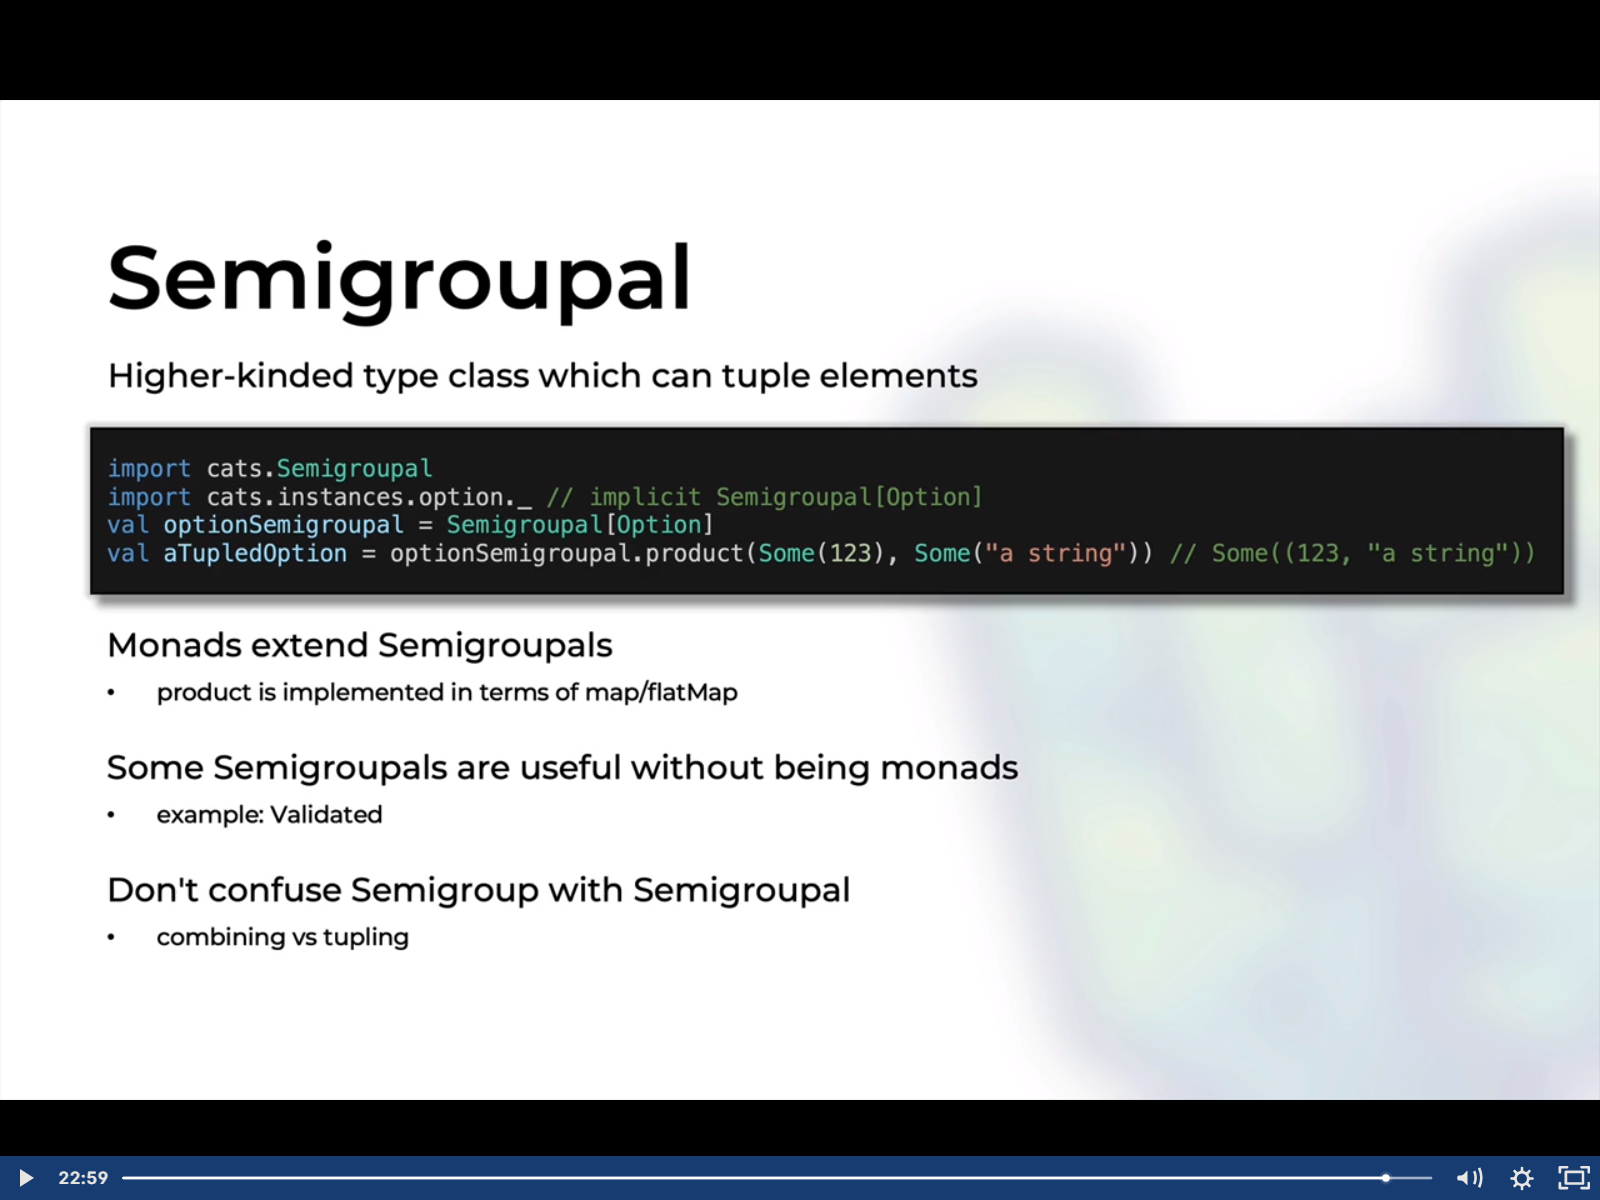 Semigroupal
Higher-kinded type class which can tuple elements
import cats.Semigroupal
import cats.instances.option._ // implicit Semigroupal[Option]
val optionSemigroupal = Semigroupal[Option]
val aTupledOption = optionSemigroupal.product(Some(123), Some("a string")) // Some((123, "a string"))
Monads extend Semigroupals
• product is implemented in terms of map/flatMap
Some Semigroupals are useful without being monads
• example: Validated
Don't confuse Semigroup with Semigroupal
• combining vs tupling
22:59